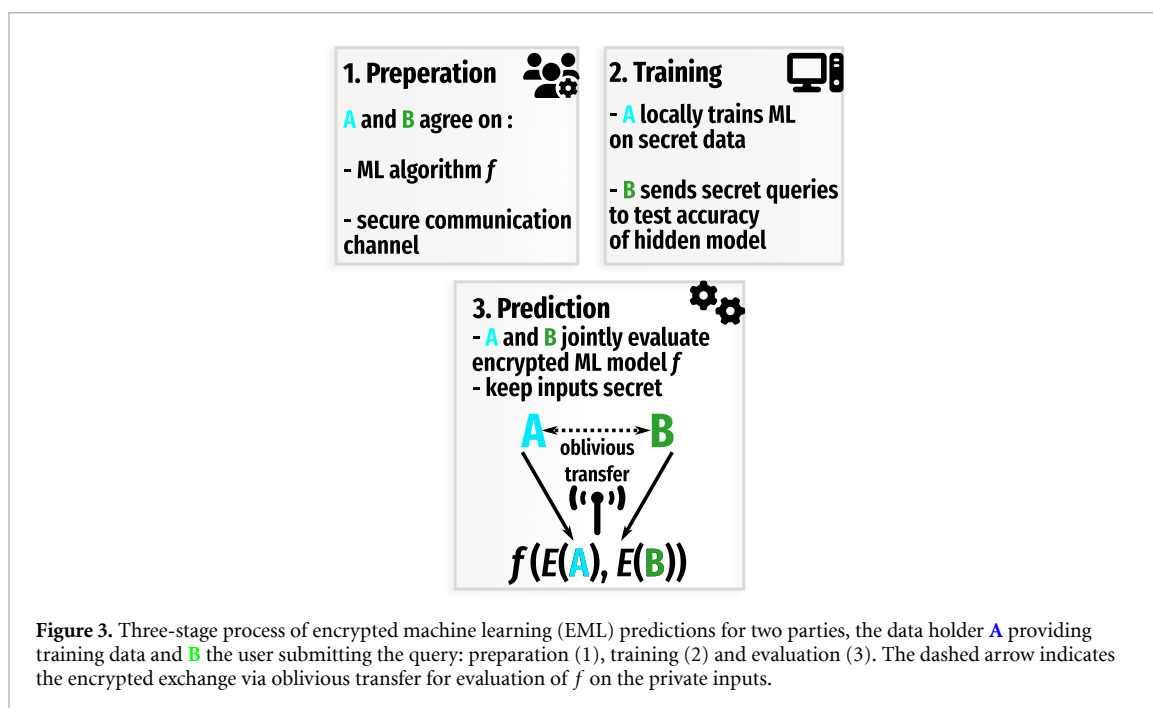 1. Preperation
A and B agree on :
- ML algorithm f
- secure communication
channel
2. Training
- A locally trains ML
on secret data
- B sends secret queries
to test accuracy
of hidden model
3. Prediction
- A and B jointly evaluate
encrypted ML model f
- keep inputs secret
A B
oblivious
transfer
f(E(A), E(B))
Figure 3. Three-stage process of encrypted machine learning (EML) predictions for two parties, the data holder A providing
training data and B the user submitting the query: preparation (1), training (2) and evaluation (3). The dashed arrow indicates
the encrypted exchange via oblivious transfer for evaluation of f on the private inputs.